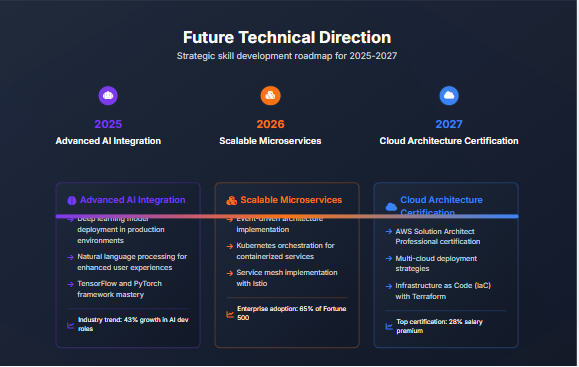 Future Technical Direction
Strategic skill development roadmap for 2025-2027
2025
Advanced AI Integration
2026
Scalable Microservices
2027
Cloud Architecture Certification
Advanced AI Integration
Deep learning model
deployment in production
environments
Natural language processing for
enhanced user experiences
TensorFlow and PyTorch
framework mastery
Industry trend: 43% growth in AI dev
roles
Scalable Microservices
Event-driven architecture
implementation
Kubernetes orchestration for
containerized services
Service mesh implementation
with Istio
Enterprise adoption: 65% of Fortune
500
Cloud Architecture
Certification
AWS Solution Architect
Professional certification
Multi-cloud deployment
strategies
Infrastructure as Code (IaC)
with Terraform
Top certification: 28% salary
premium